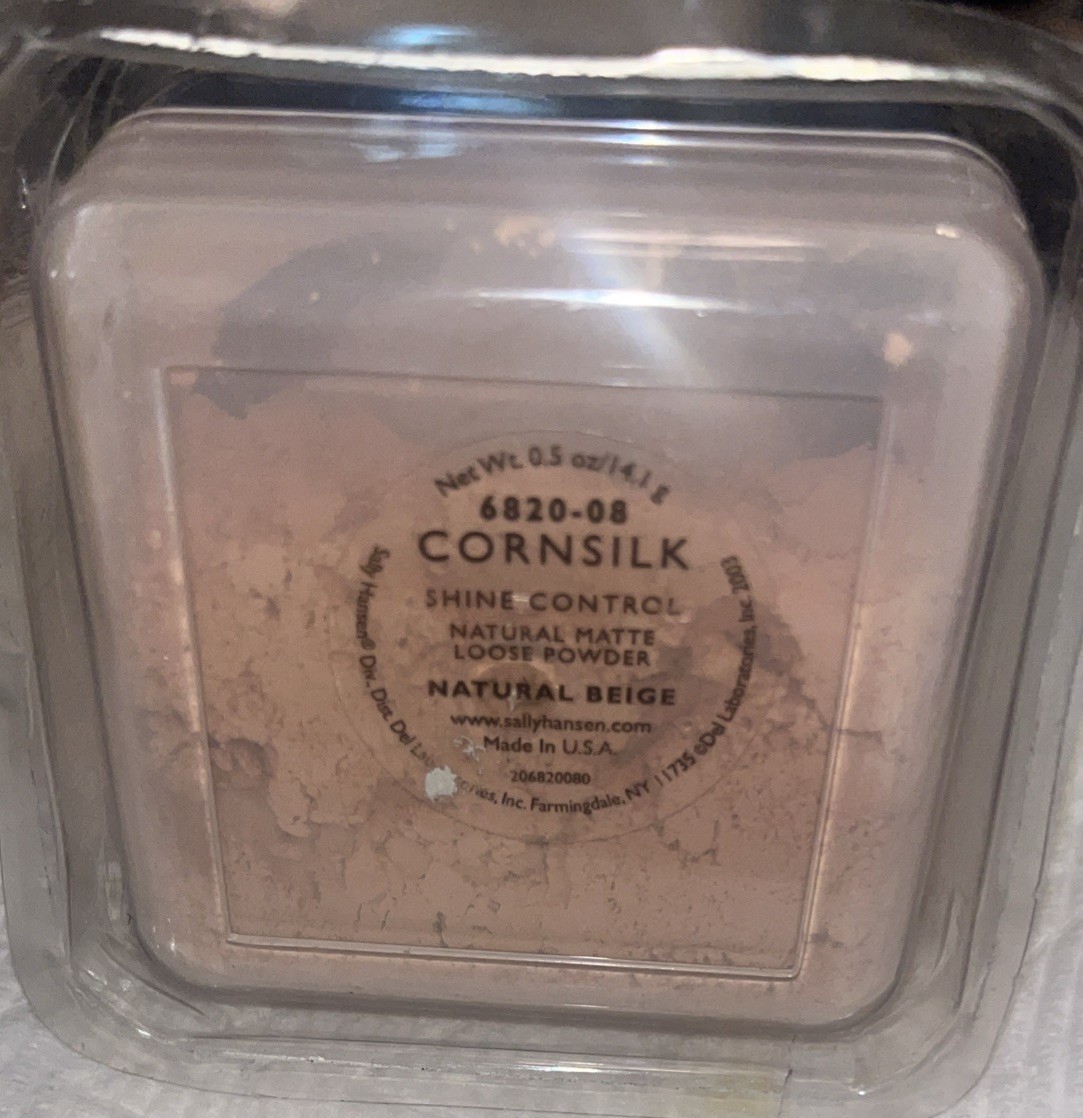 Net Wt. 0.5 oz/14.1 g
6820-08
CORNSILK
SHINE CONTROL
NATURAL MATTE
LOOSE POWDER
NATURAL BEIGE
www.sallyhansen.com
Made In U.S.A.
206820080
Sally Hansen® Div., Dist. Del Inc. Farmingdale, NY 11735 ©Del Laboratories, Inc. 2003